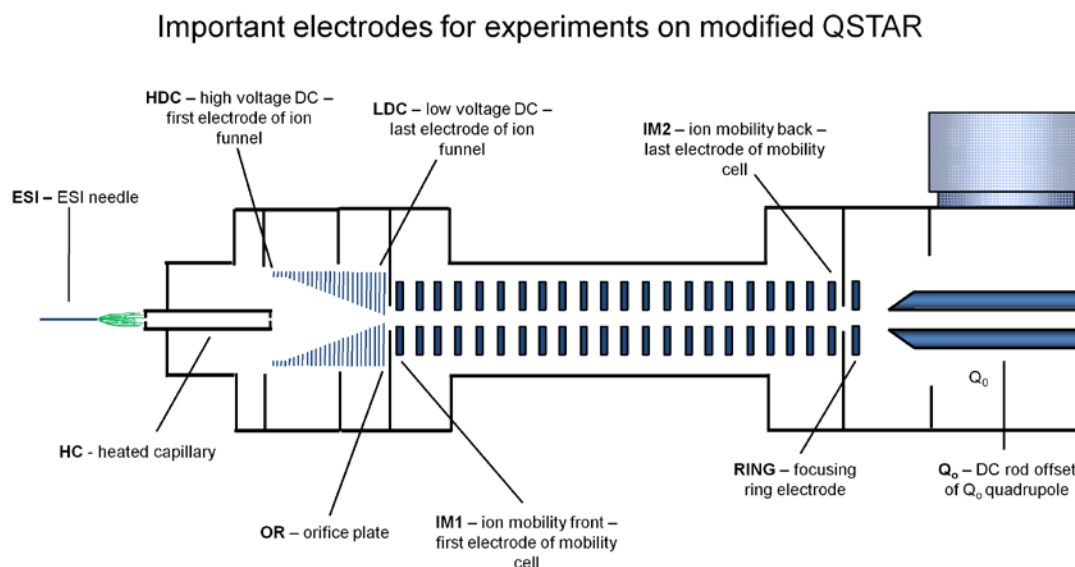 Important electrodes for experiments on modified QSTAR
HDC – high voltage DC –
first electrode of ion
funnel
LDC – low voltage DC –
last electrode of ion
funnel
IM2 – ion mobility back –
last electrode of mobility
cell
ESI – ESI needle
Q₀
HC - heated capillary
RING – focusing
ring electrode
Qₒ – DC rod offset
of Qₒ quadrupole
OR – orifice plate
IM1 – ion mobility front –
first electrode of mobility
cell